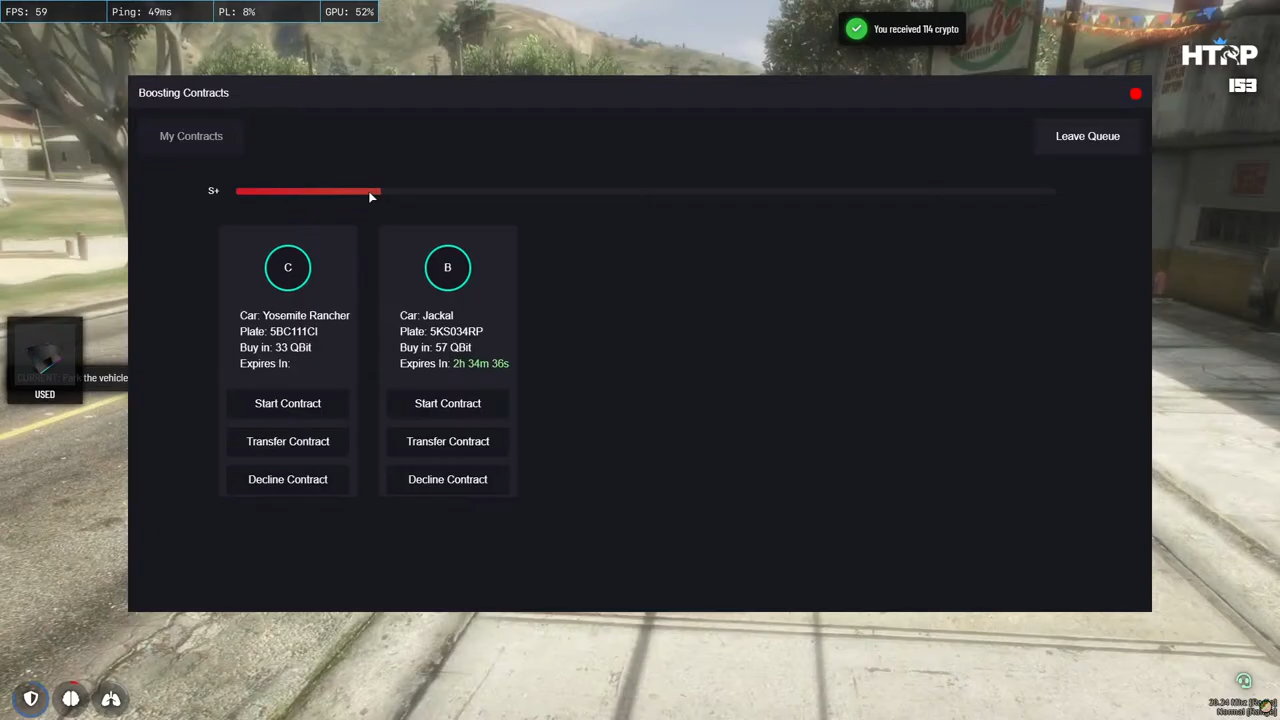 FPS: 59
Ping: 49ms
PL: 8%
GPU: 52%
You received 114 crypto
HTRP
153
Boosting Contracts
My Contracts
Leave Queue
S+
C
Car: Yosemite Rancher
Plate: 5BC111CI
Buy in: 33 QBit
Expires In:
Start Contract
Transfer Contract
Decline Contract
B
Car: Jackal
Plate: 5KS034RP
Buy in: 57 QBit
Expires In: 2h 34m 36s
Start Contract
Transfer Contract
Decline Contract
CURRENT: Park the vehicle
USED